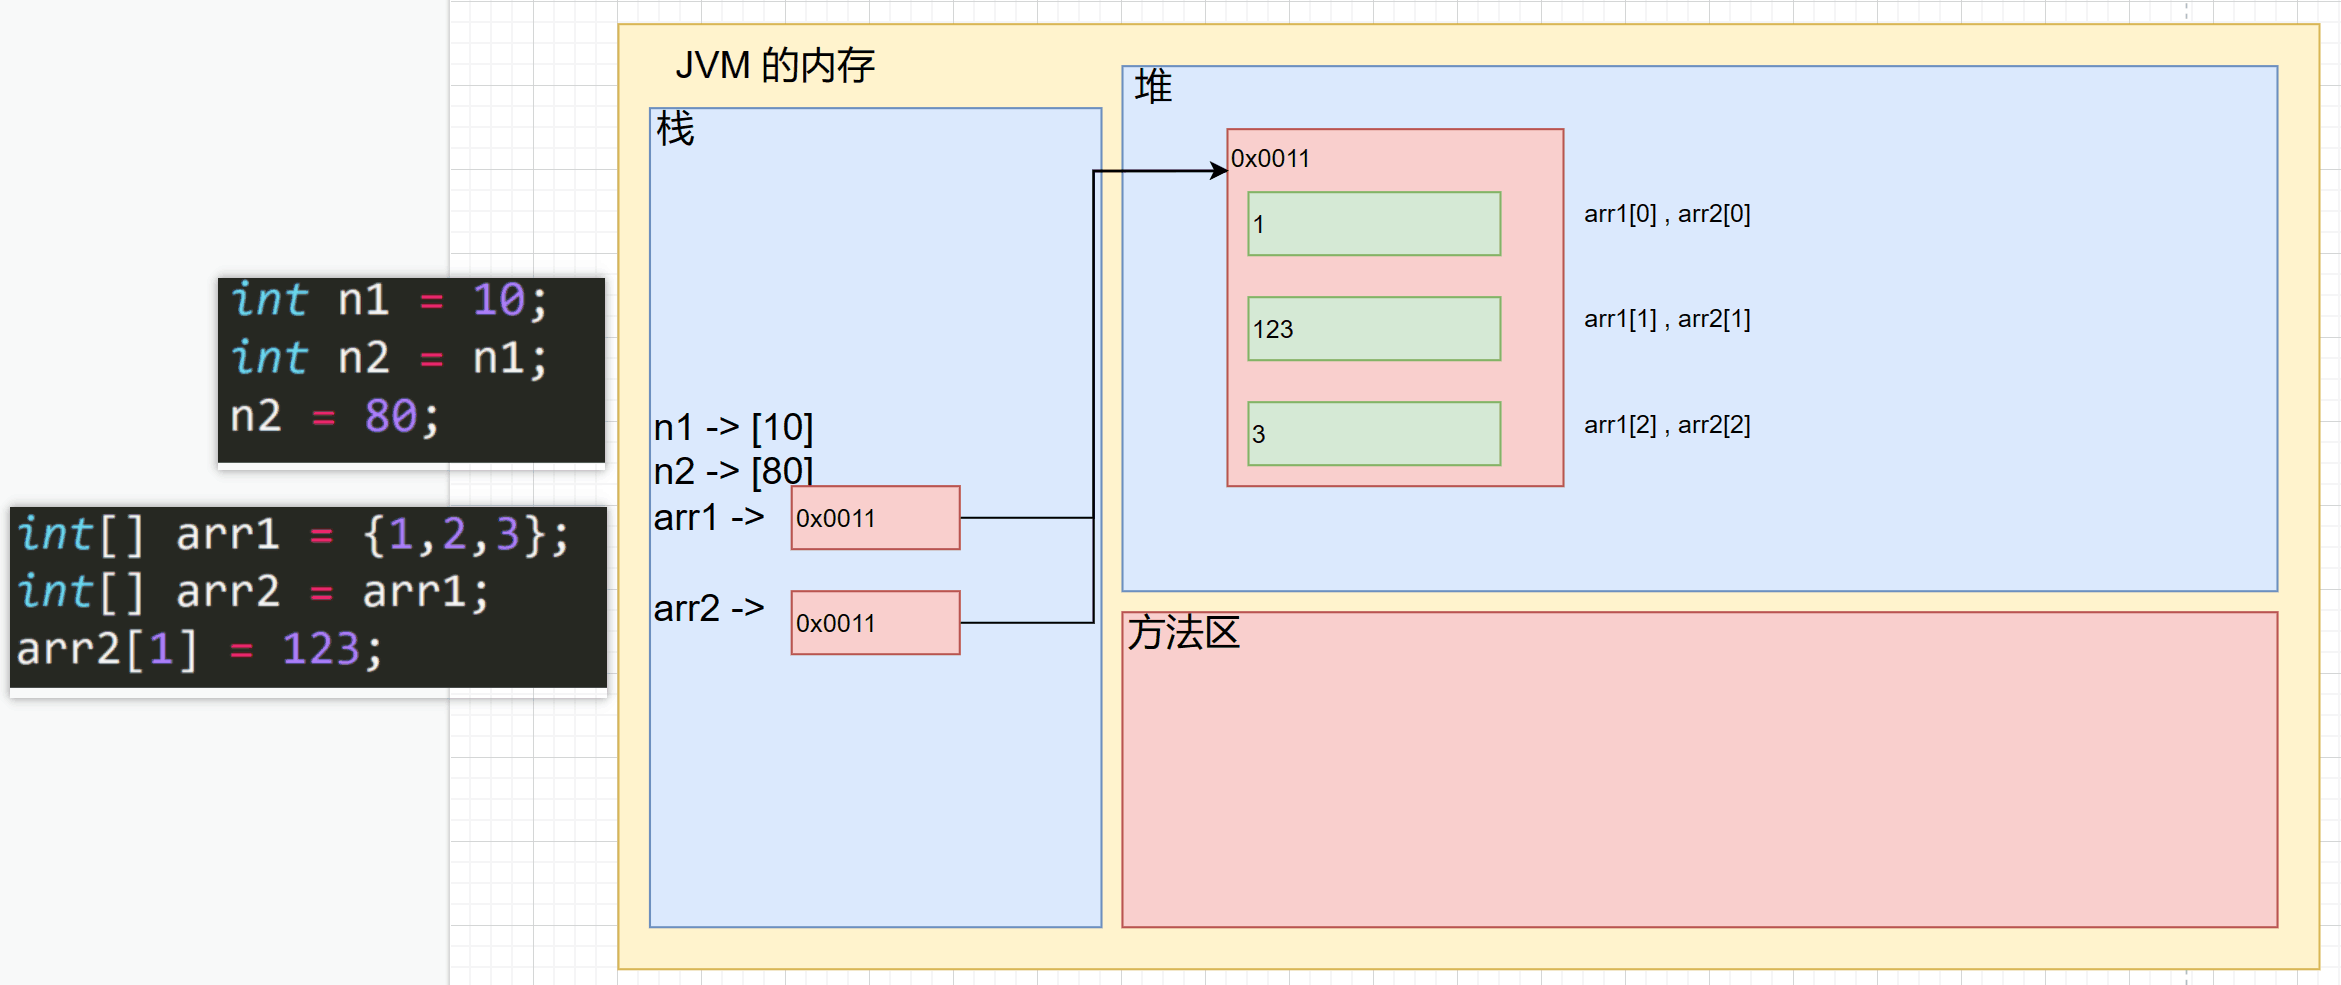 int n1 = 10;
int n2 = n1;
n2 = 80;
int[] arr1 = {1,2,3};
int[] arr2 = arr1;
arr2[1] = 123;
JVM 的内存
栈
n1 -> [10]
n2 -> [80]
arr1 ->
0x0011
arr2 ->
0x0011
堆
0x0011
1
arr1[0] , arr2[0]
123
arr1[1] , arr2[1]
3
arr1[2] , arr2[2]
方法区